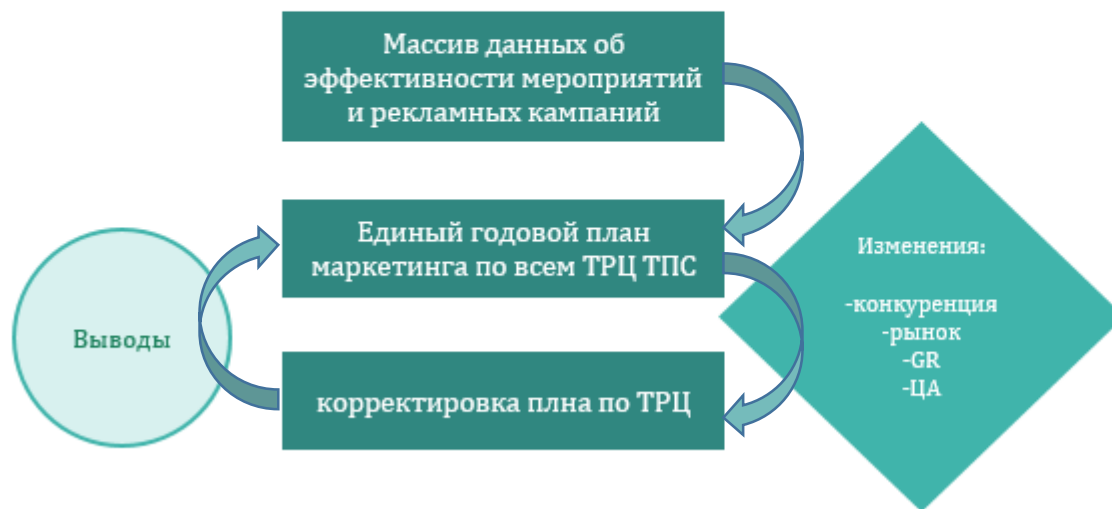 Массив данных об
эффективности мероприятий
и рекламных кампаний
Единый годовой план
маркетинга по всем ТРЦ ТПС
Изменения:
-конкуренция
-рынок
-GR
-ЦА
Выводы
корректировка плна по ТРЦ